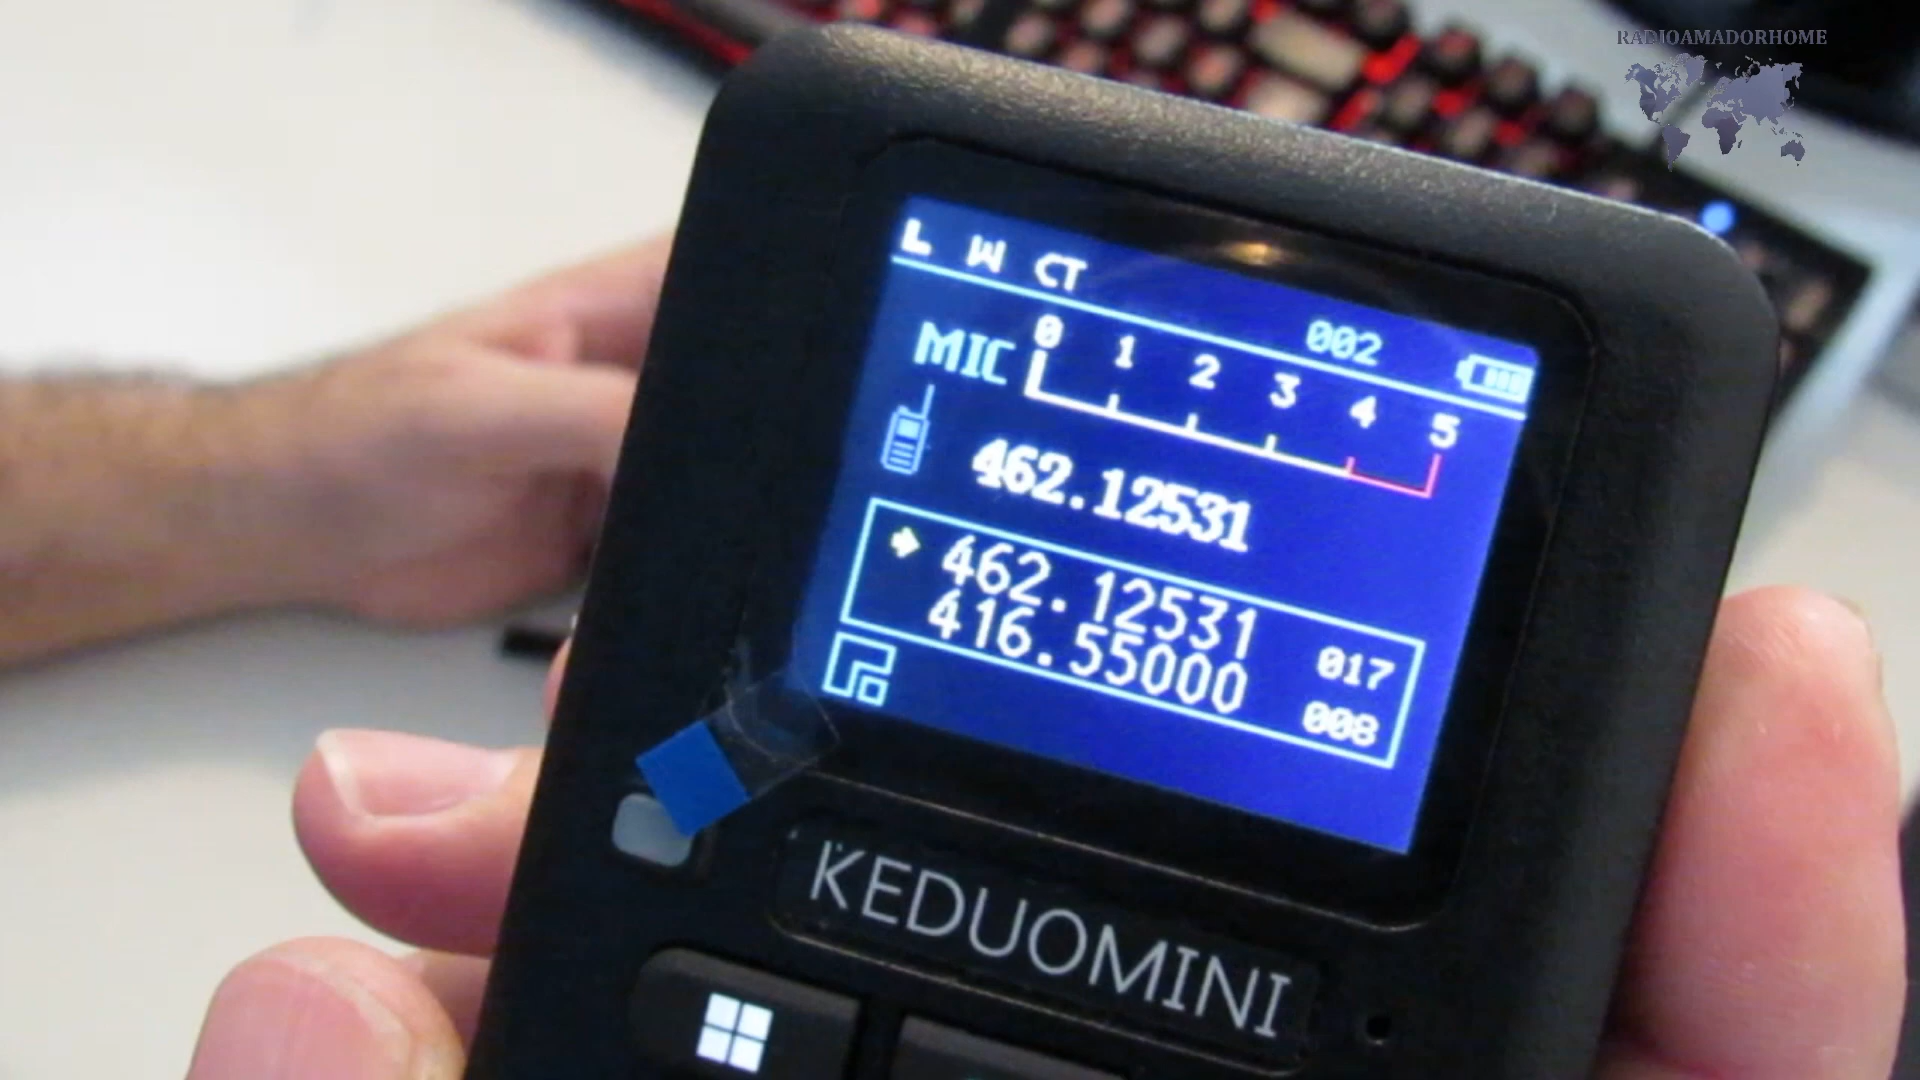 RADIOAMADORHOME
L W CT
002
MIC 0 1 2 3 4 5
462.12531
462.12531 017
416.55000 008
KEDUOMINI